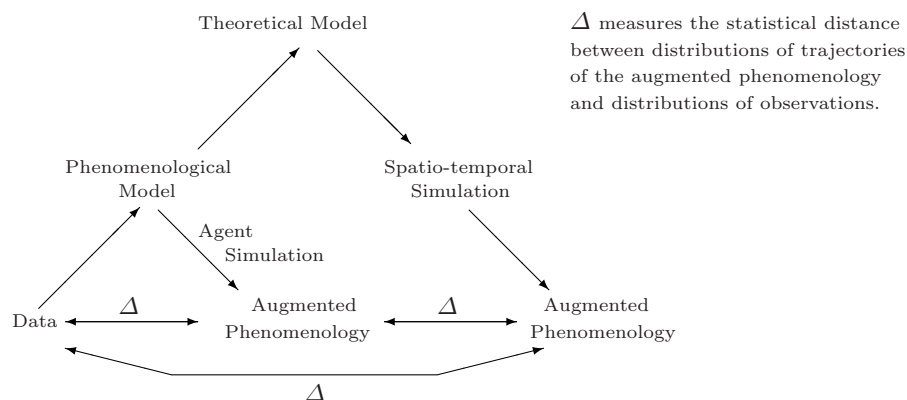 Theoretical Model
Δ measures the statistical distance
between distributions of trajectories
of the augmented phenomenology
and distributions of observations.
Phenomenological
Model
Spatio-temporal
Simulation
Agent
Simulation
Data
Δ
Augmented
Phenomenology
Δ
Augmented
Phenomenology
Δ